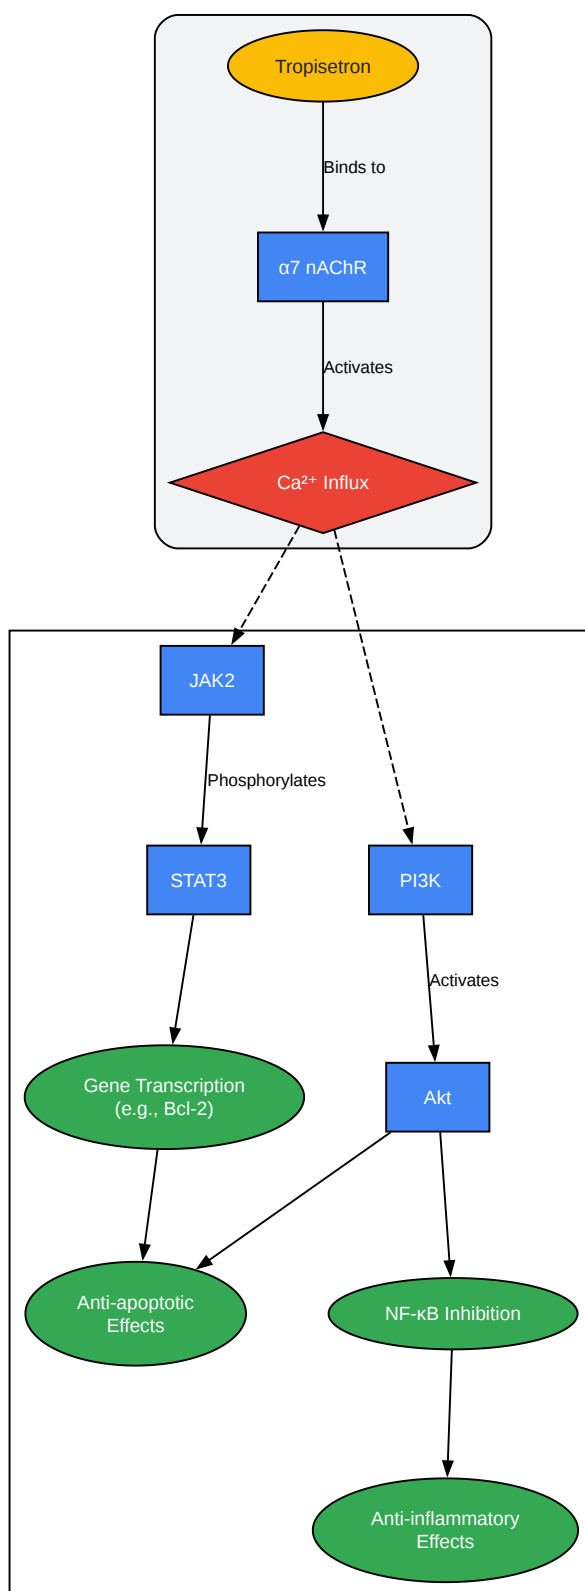 Tropisetron
Binds to
α7 nAChR
Activates
Ca²⁺ Influx
JAK2
Phosphorylates
STAT3
PI3K
Activates
Gene Transcription
(e.g., Bcl-2)
Akt
Anti-apoptotic
Effects
NF-κB Inhibition
Anti-inflammatory
Effects